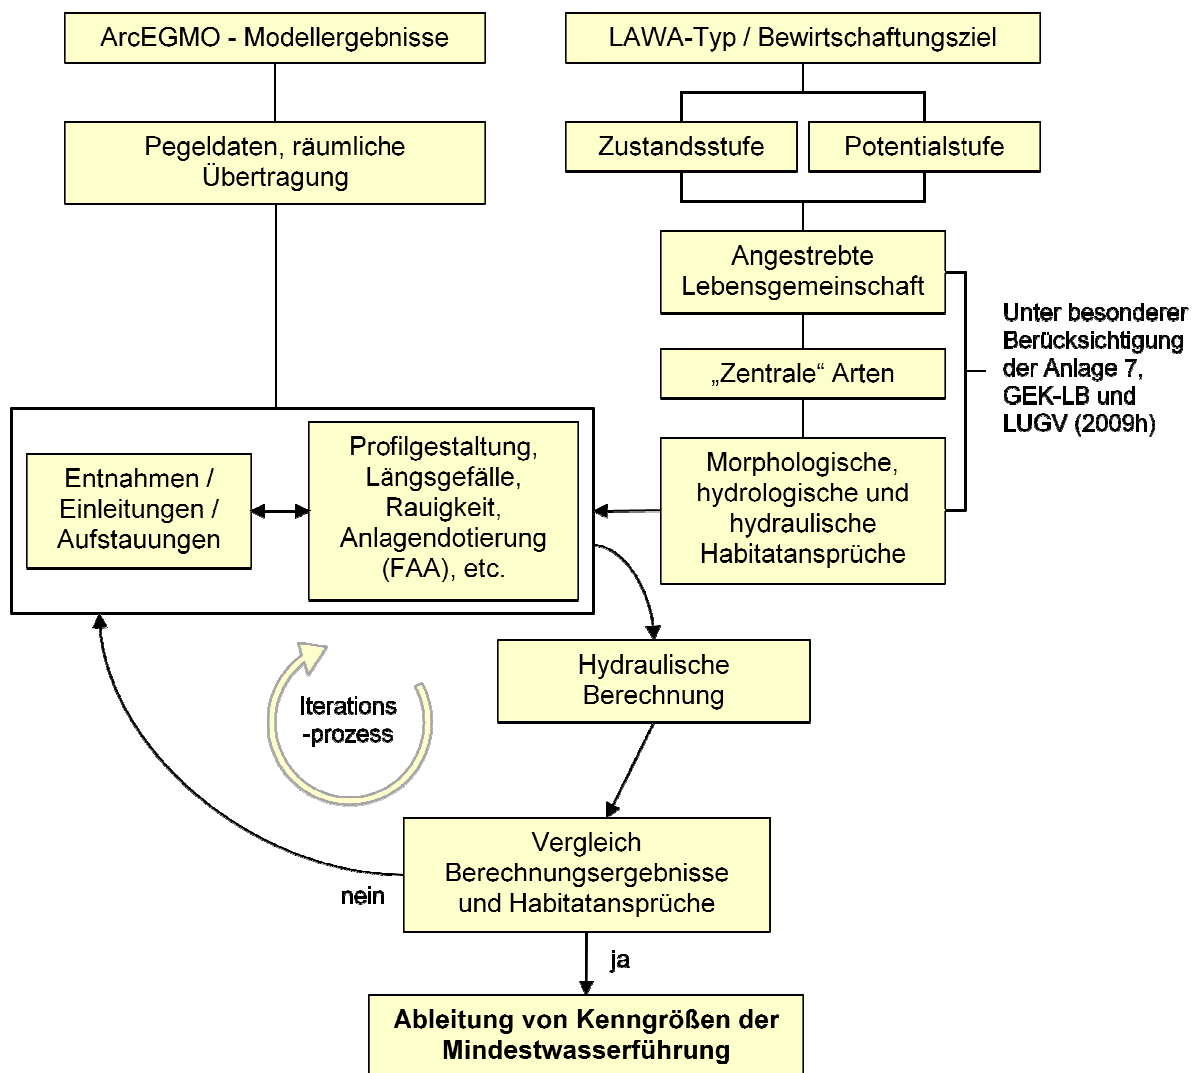 ArcEGMO - Modellergebnisse
LAWA-Typ / Bewirtschaftungsziel
Pegeldaten, räumliche
Übertragung
Zustandsstufe
Potentialstufe
Angestrebte
Lebensgemeinschaft
„Zentrale“ Arten
Unter besonderer
Berücksichtigung
der Anlage 7,
GEK-LB und
LUGV (2009h)
Entnahmen /
Einleitungen /
Aufstauungen
Profilgestaltung,
Längsgefälle,
Rauigkeit,
Anlagendotierung
(FAA), etc.
Morphologische,
hydrologische und
hydraulische
Habitatansprüche
Hydraulische
Berechnung
Iterations
-prozess
Vergleich
Berechnungsergebnisse
und Habitatansprüche
nein
ja
Ableitung von Kenngrößen der
Mindestwasserführung